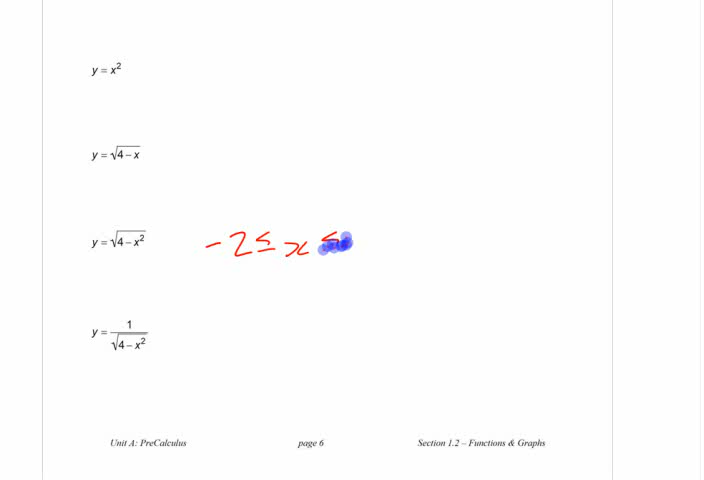 y = x²
y = √(4 − x)
y = √(4 − x²) -2 ≤ x ≤
y = 1/√(4 − x²)
Unit A: PreCalculus page 6 Section 1.2 – Functions & Graphs